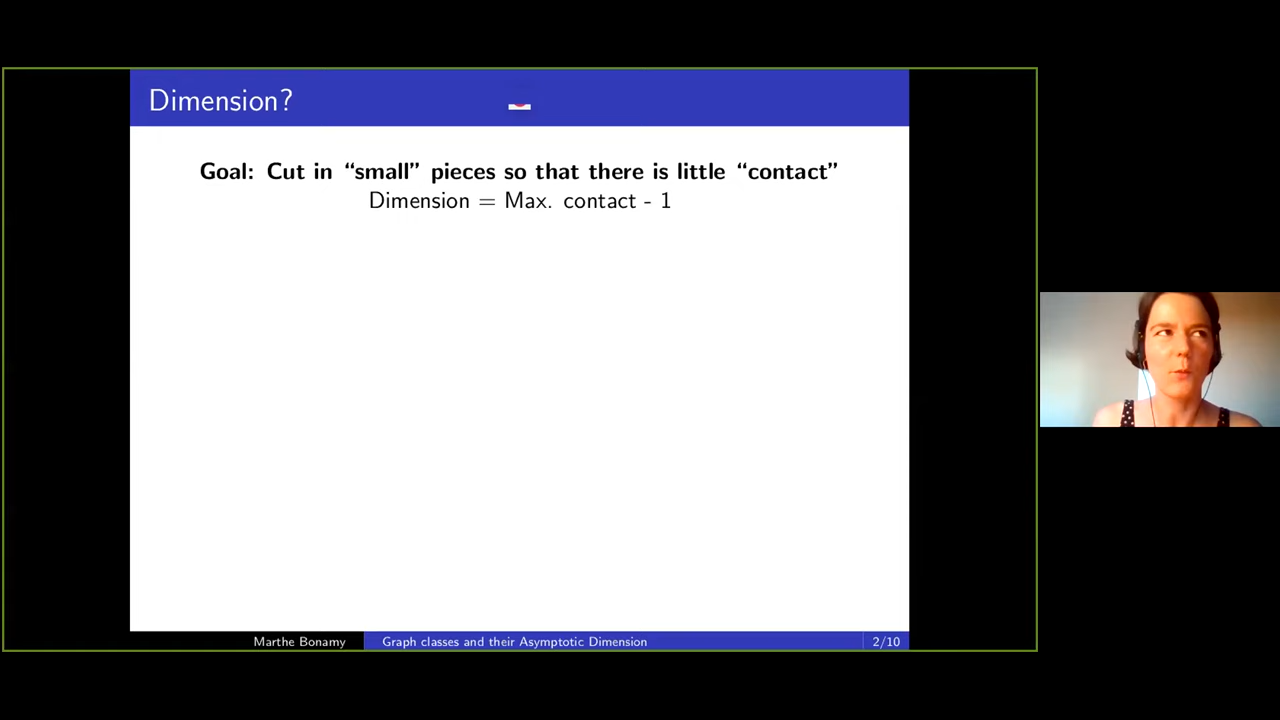 Dimension?
Goal: Cut in “small” pieces so that there is little “contact”
Dimension = Max. contact - 1
Marthe Bonamy
Graph classes and their Asymptotic Dimension
2/10